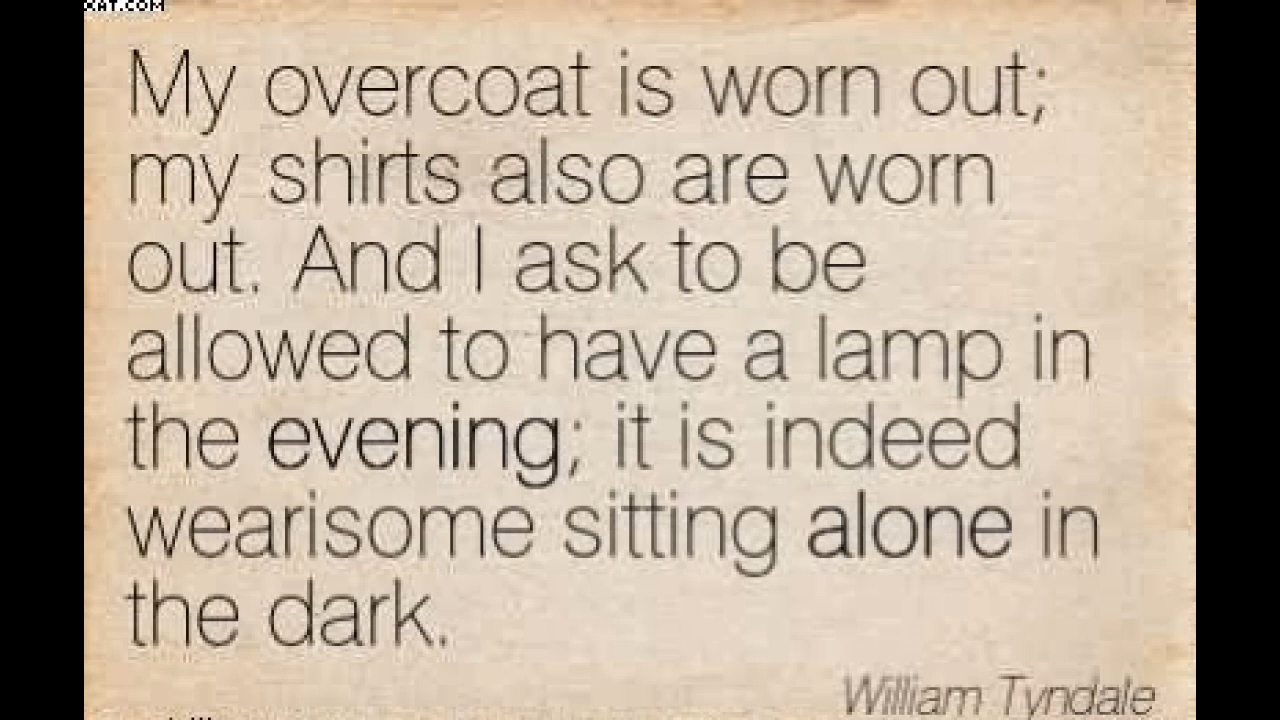 XAT.COM
My overcoat is worn out;
my shirts also are worn
out. And I ask to be
allowed to have a lamp in
the evening; it is indeed
wearisome sitting alone in
the dark.
William Tyndale